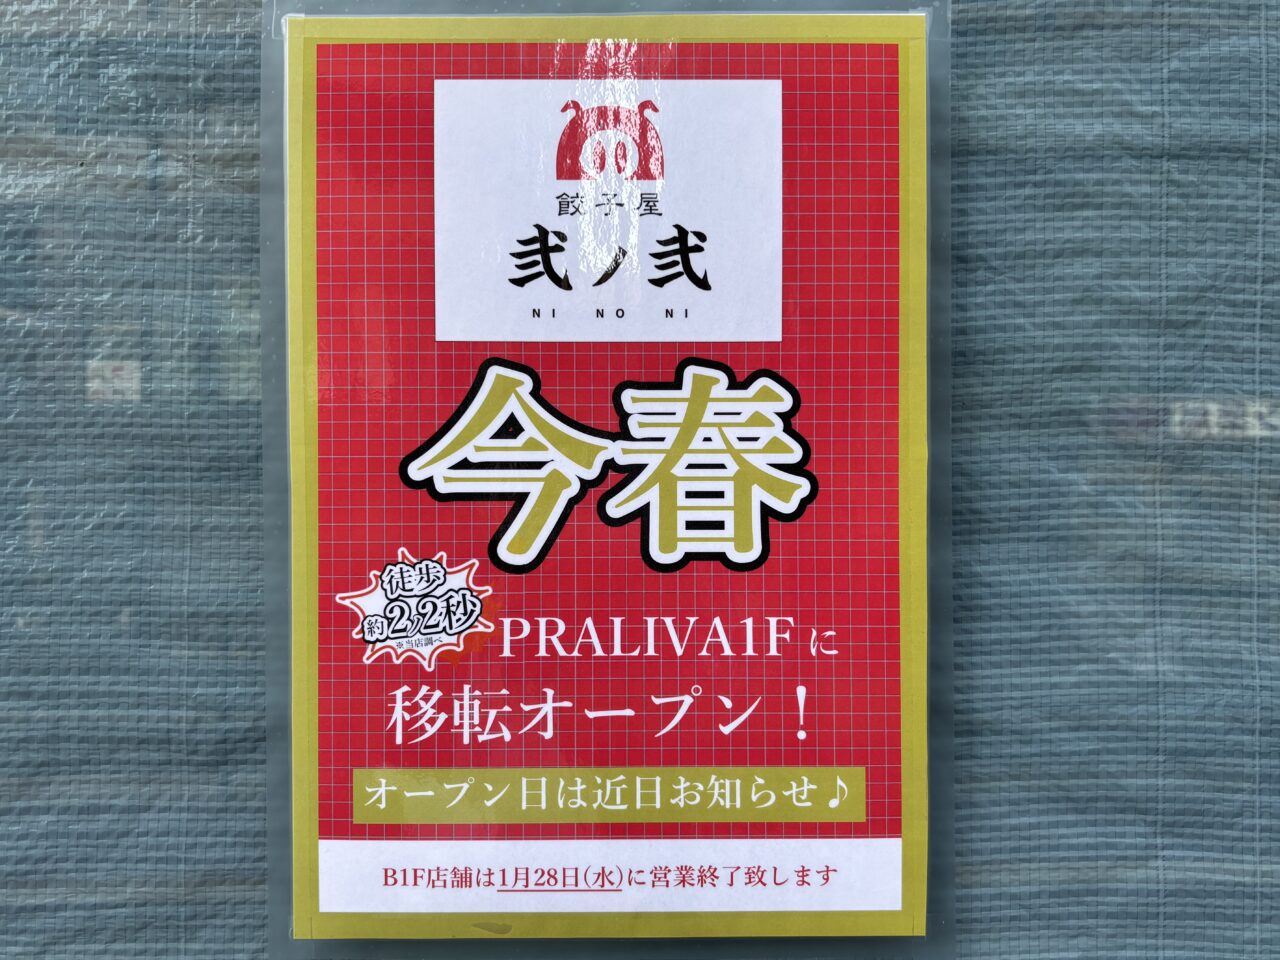 餃子屋
弐ノ弐
NI NO NI
今春
徒歩
約2ノ2秒
※当店調べ
PRALIVA1Fに
移転オープン！
オープン日は近日お知らせ♪
B1F店舗は1月28日(水)に営業終了致します